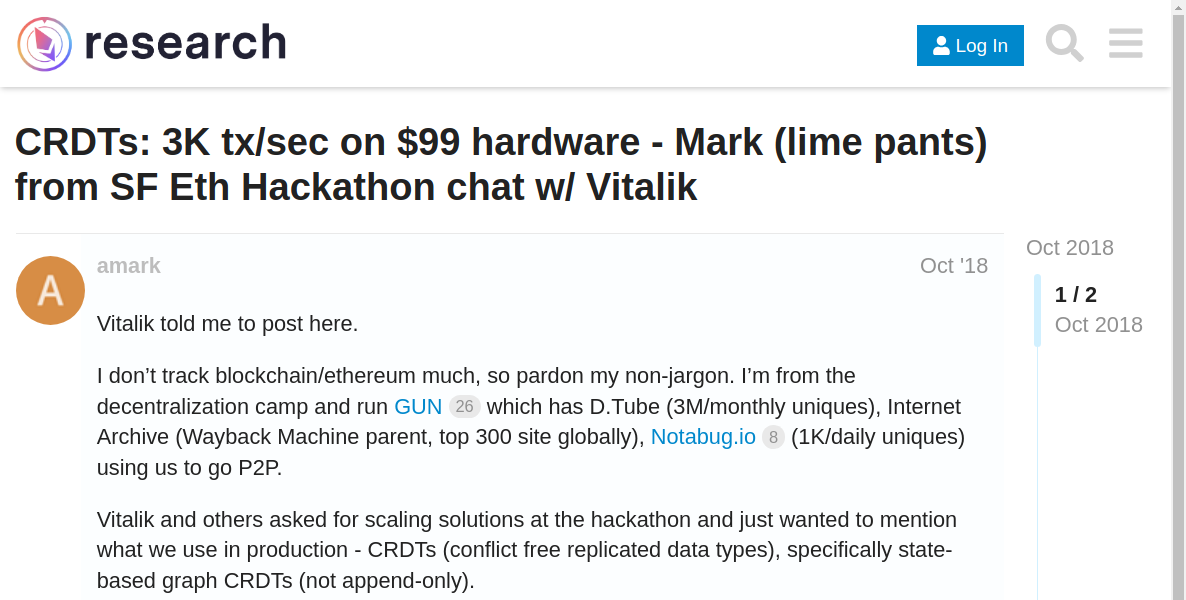 research
Log In
CRDTs: 3K tx/sec on $99 hardware - Mark (lime pants)
from SF Eth Hackathon chat w/ Vitalik
Oct 2018
A
amark
Oct '18
1 / 2
Oct 2018
Vitalik told me to post here.
I don’t track blockchain/ethereum much, so pardon my non-jargon. I’m from the
decentralization camp and run GUN 26 which has D.Tube (3M/monthly uniques), Internet
Archive (Wayback Machine parent, top 300 site globally), Notabug.io 8 (1K/daily uniques)
using us to go P2P.
Vitalik and others asked for scaling solutions at the hackathon and just wanted to mention
what we use in production - CRDTs (conflict free replicated data types), specifically state-
based graph CRDTs (not append-only).